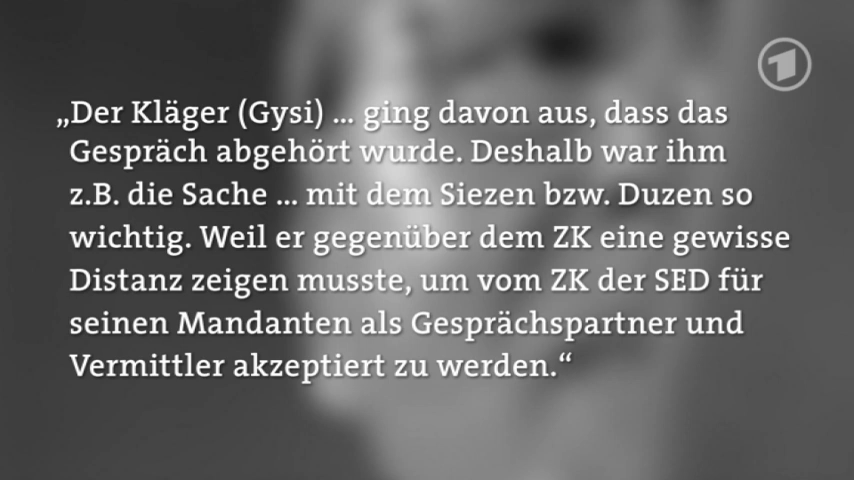 „Der Kläger (Gysi) ... ging davon aus, dass das
Gespräch abgehört wurde. Deshalb war ihm
z.B. die Sache ... mit dem Siezen bzw. Duzen so
wichtig. Weil er gegenüber dem ZK eine gewisse
Distanz zeigen musste, um vom ZK der SED für
seinen Mandanten als Gesprächspartner und
Vermittler akzeptiert zu werden.“
1